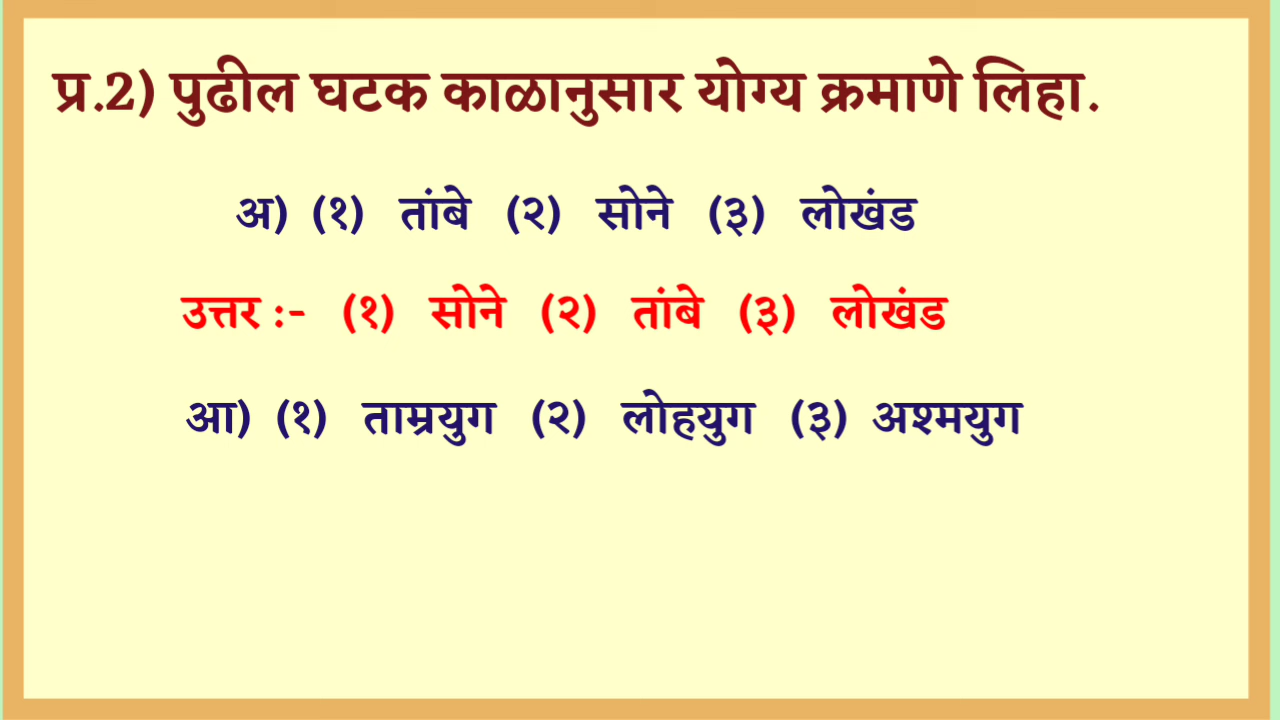 प्र.2) पुढील घटक काळानुसार योग्य क्रमाणे लिहा.
अ) (१) तांबे (२) सोने (३) लोखंड
उत्तर :- (१) सोने (२) तांबे (३) लोखंड
आ) (१) ताम्रयुग (२) लोहयुग (३) अश्मयुग